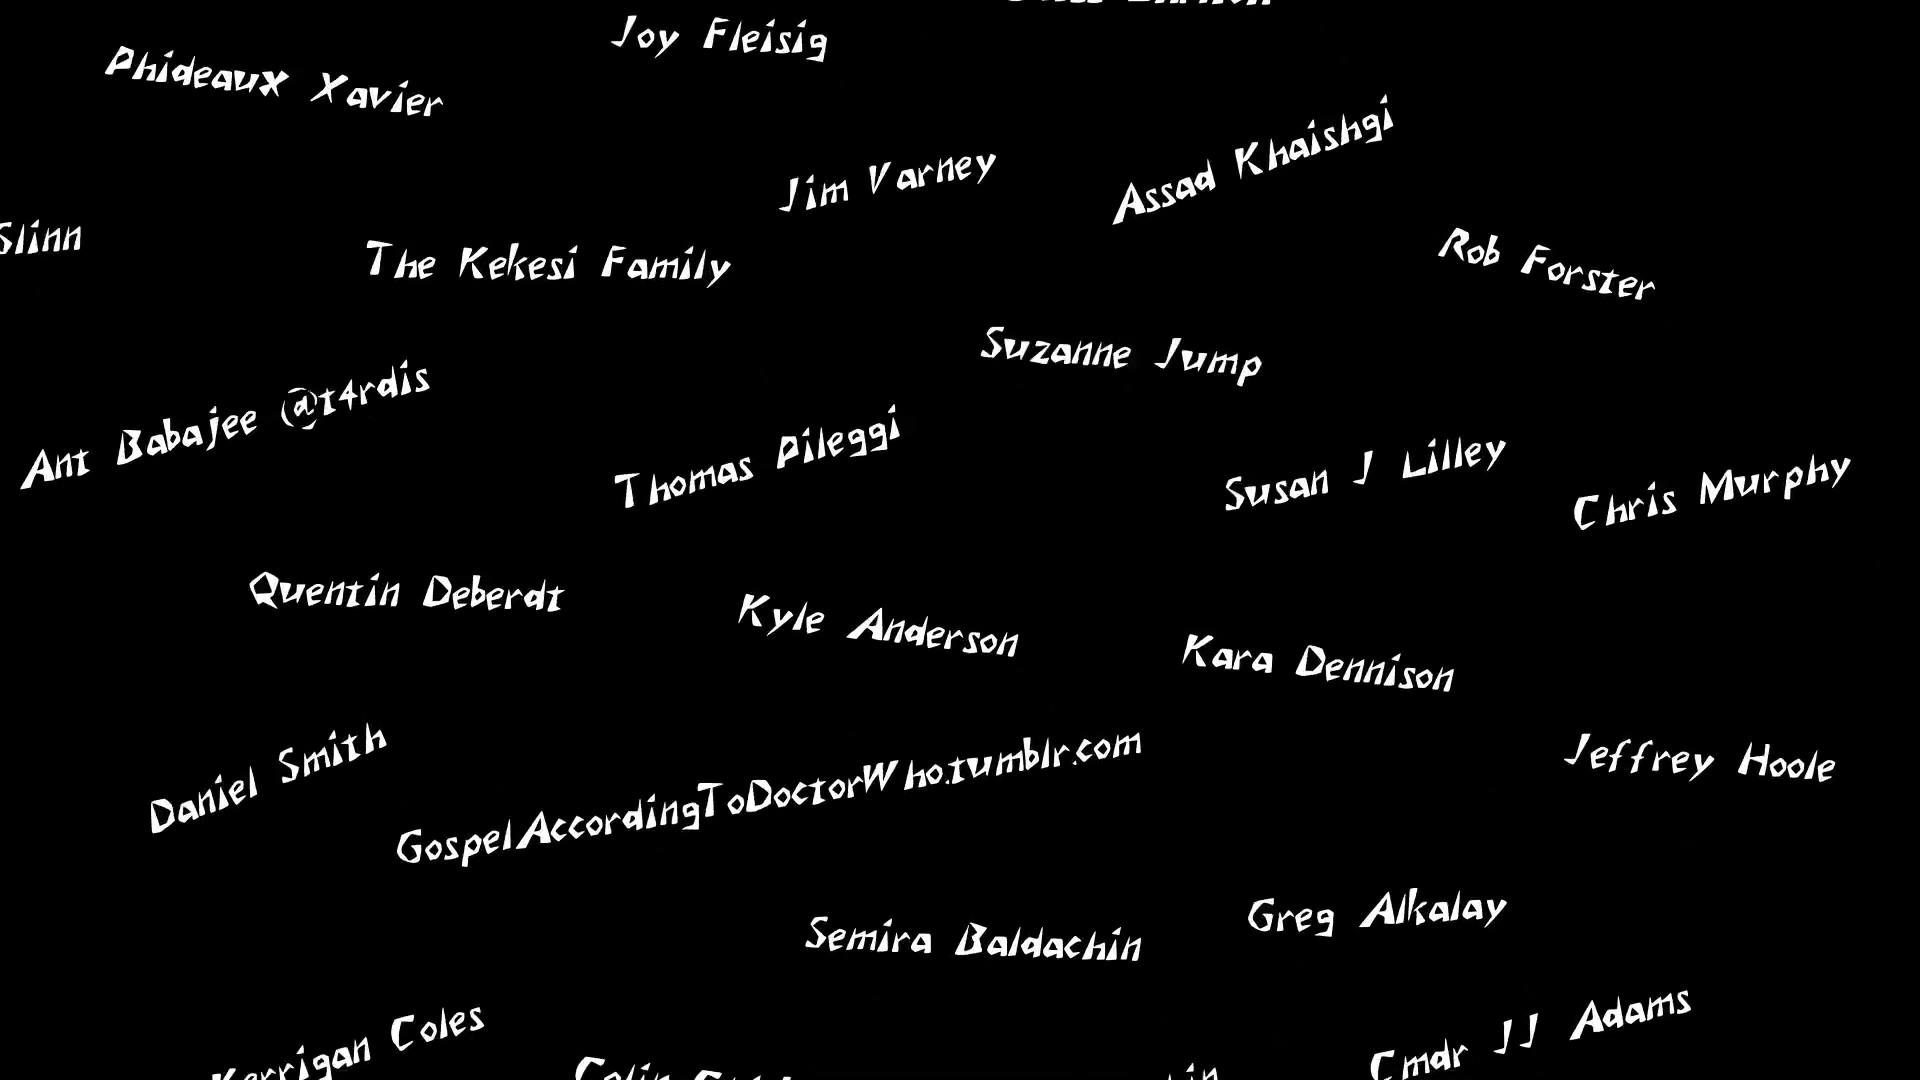 Joy Fleisig
Phideaux Xavier
Jim Varney
Assad Khaishgi
Slinn
The Kekesi Family
Rob Forster
Suzanne Jump
Ant Babajee @t4rdis
Thomas Pileggi
Susan J Lilley
Chris Murphy
Quentin Deberdt
Kyle Anderson
Kara Dennison
Daniel Smith
GospelAccordingToDoctorWho.tumblr.com
Jeffrey Hoole
Semira Baldachin
Greg Alkalay
Kerrigan Coles
Colin
Cmdr JJ Adams